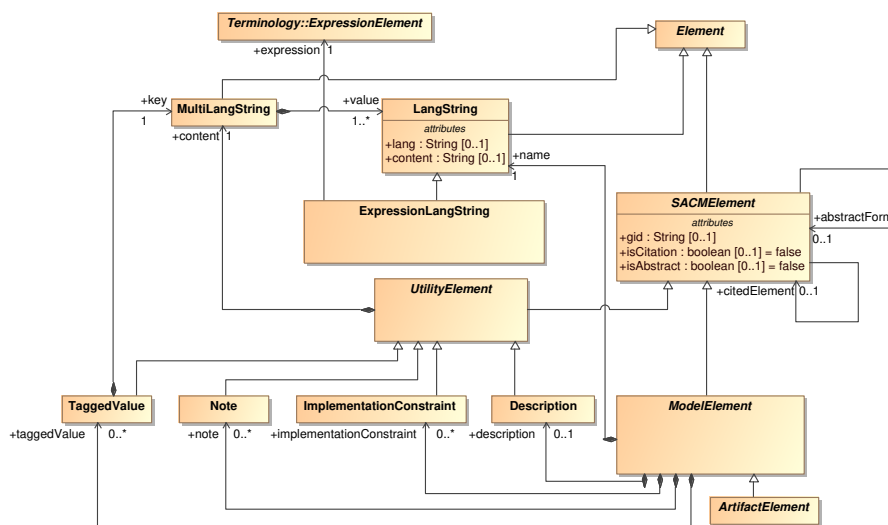 Terminology::ExpressionElement
Element
+expression 1
+key
1
MultiLangString
+content 1
+value
1..*
LangString
attributes
+lang : String [0..1]
+content : String [0..1]
+name
1
ExpressionLangString
SACMElement
attributes
+gid : String [0..1]
+isCitation : boolean [0..1] = false
+isAbstract : boolean [0..1] = false
+abstractForm
0..1
+citedElement 0..1
UtilityElement
TaggedValue
Note
ImplementationConstraint
Description
ModelElement
+taggedValue 0..*
+note 0..*
+implementationConstraint 0..*
+description 0..1
ArtifactElement